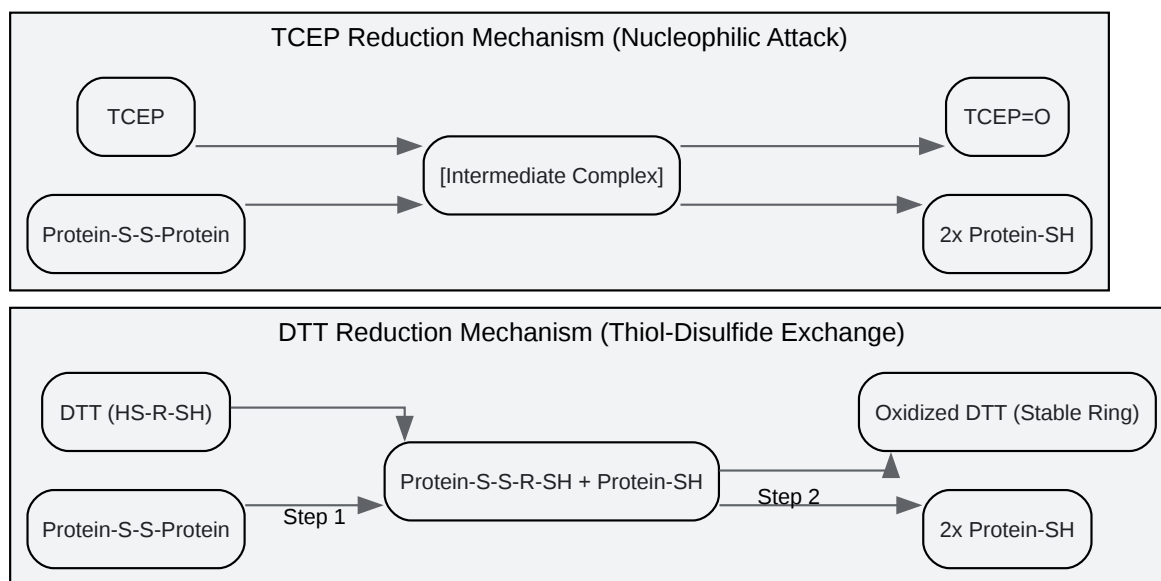 TCEP Reduction Mechanism (Nucleophilic Attack)
TCEP
TCEP=O
[Intermediate Complex]
Protein-S-S-Protein
2x Protein-SH
DTT Reduction Mechanism (Thiol-Disulfide Exchange)
DTT (HS-R-SH)
Oxidized DTT (Stable Ring)
Protein-S-S-R-SH + Protein-SH
Step 1
Step 2
Protein-S-S-Protein
2x Protein-SH